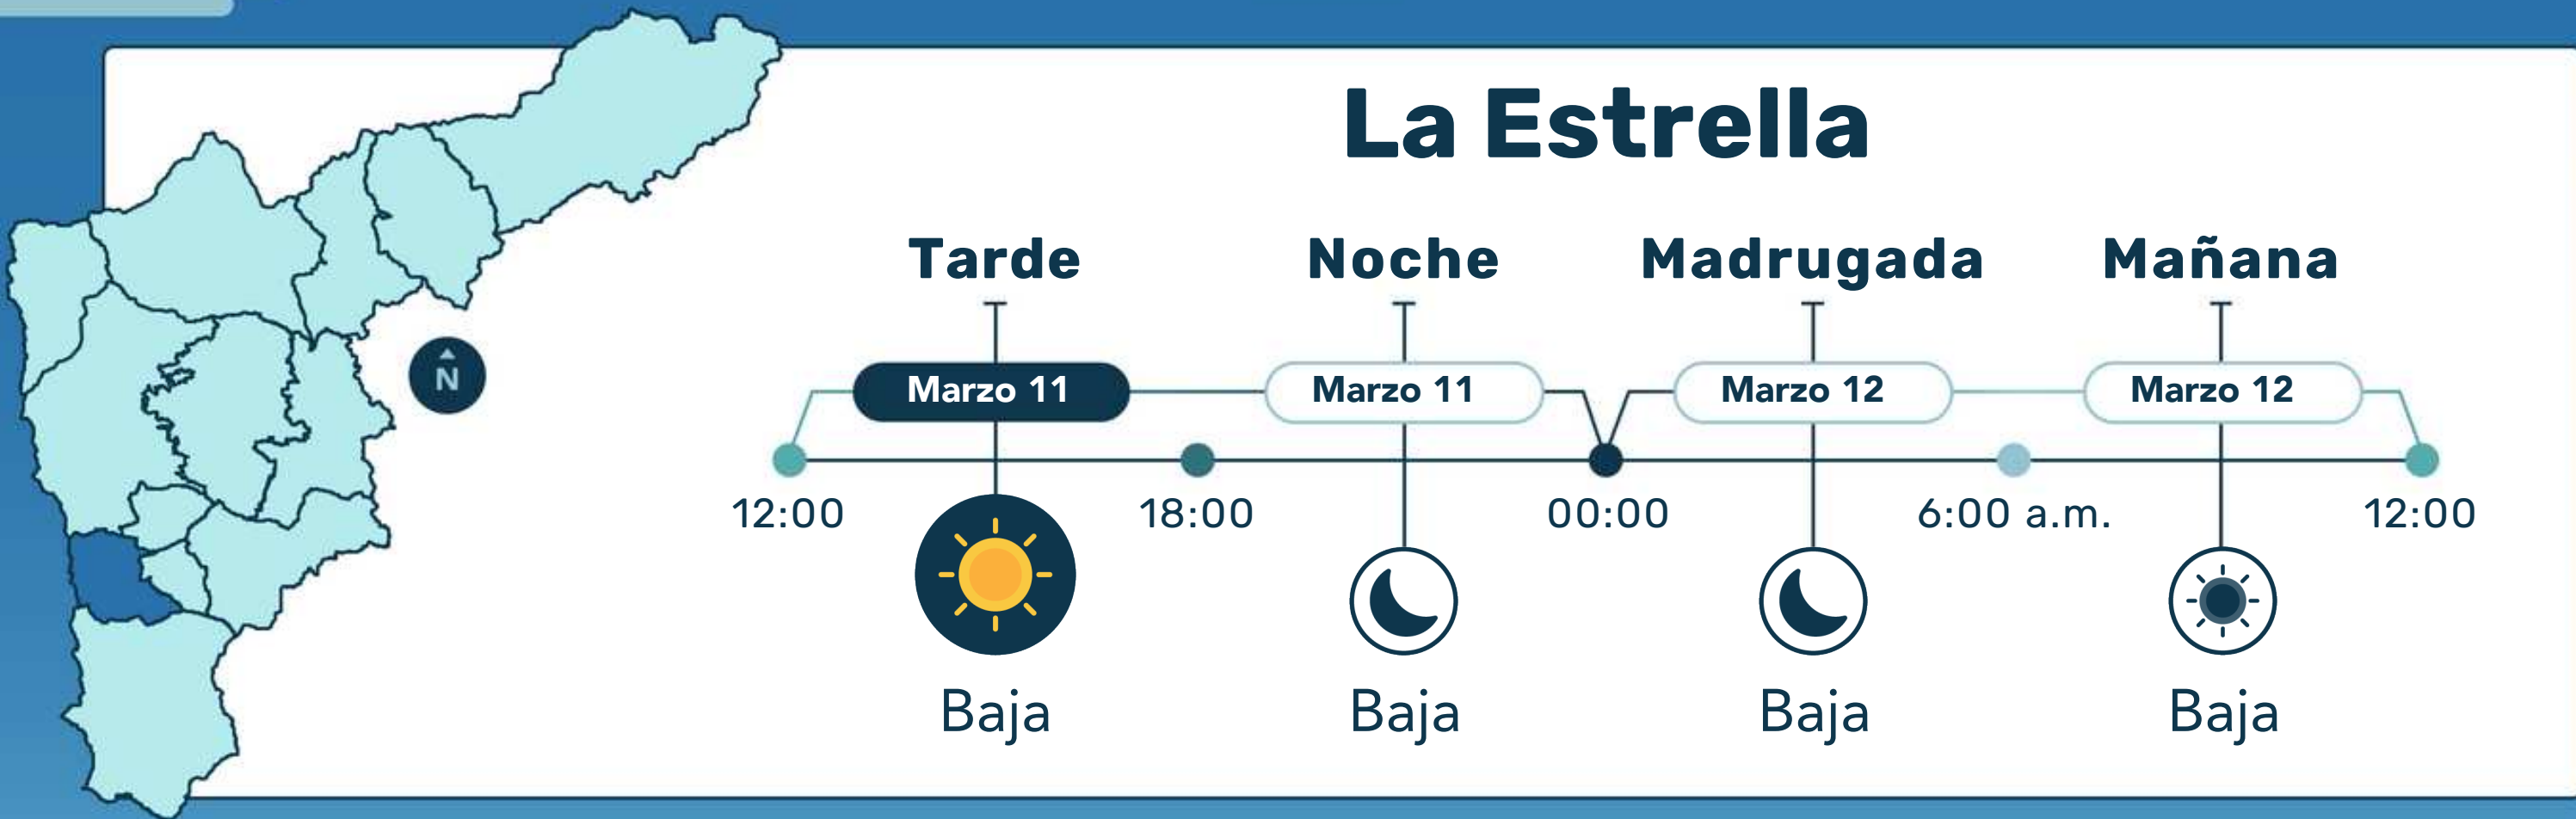 La Estrella
Tarde Noche Madrugada Mañana
N
Marzo 11 Marzo 11 Marzo 12 Marzo 12
12:00 18:00 00:00 6:00 a.m. 12:00
Baja Baja Baja Baja